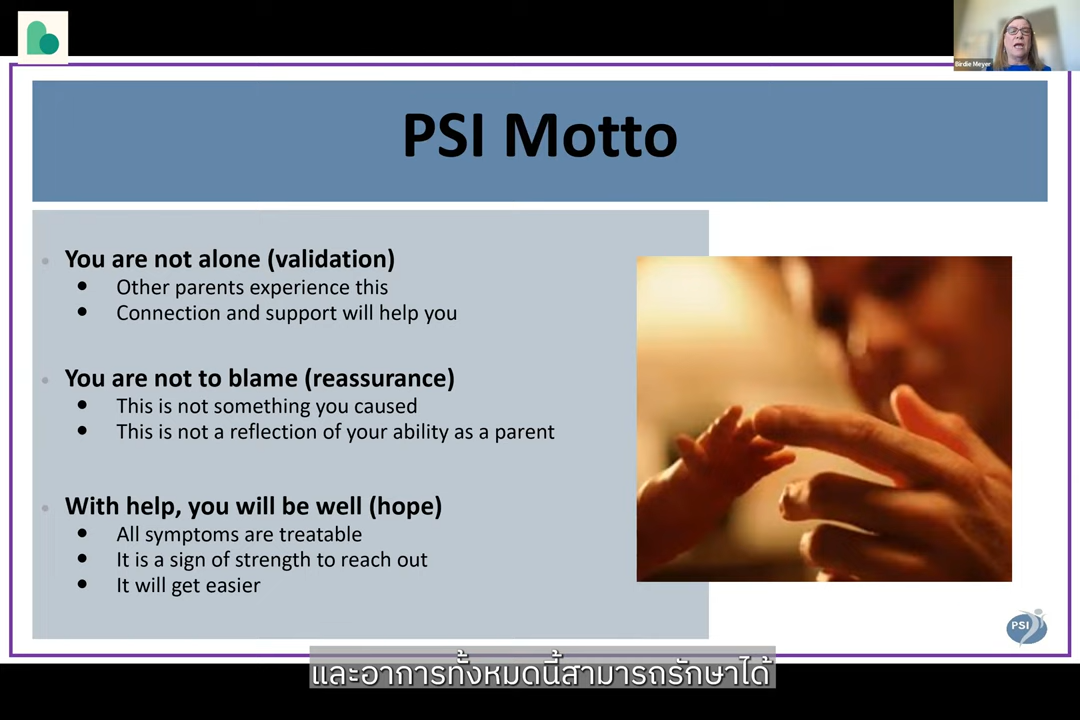 Birdie Meyer
PSI Motto
You are not alone (validation)
Other parents experience this
Connection and support will help you
You are not to blame (reassurance)
This is not something you caused
This is not a reflection of your ability as a parent
With help, you will be well (hope)
All symptoms are treatable
It is a sign of strength to reach out
It will get easier
PSI
และอาการทั้งหมดนี้สามารถรักษาได้